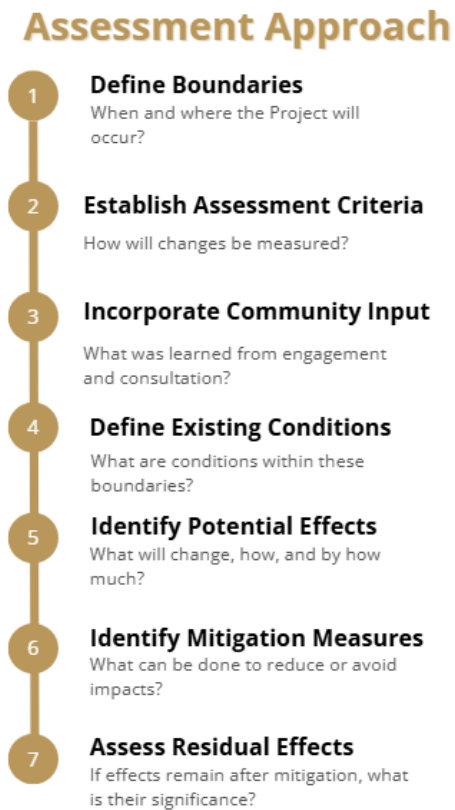 Assessment Approach
1
Define Boundaries
When and where the Project will
occur?
2
Establish Assessment Criteria
How will changes be measured?
3
Incorporate Community Input
What was learned from engagement
and consultation?
4
Define Existing Conditions
What are conditions within these
boundaries?
5
Identify Potential Effects
What will change, how, and by how
much?
6
Identify Mitigation Measures
What can be done to reduce or avoid
impacts?
7
Assess Residual Effects
If effects remain after mitigation, what
is their significance?